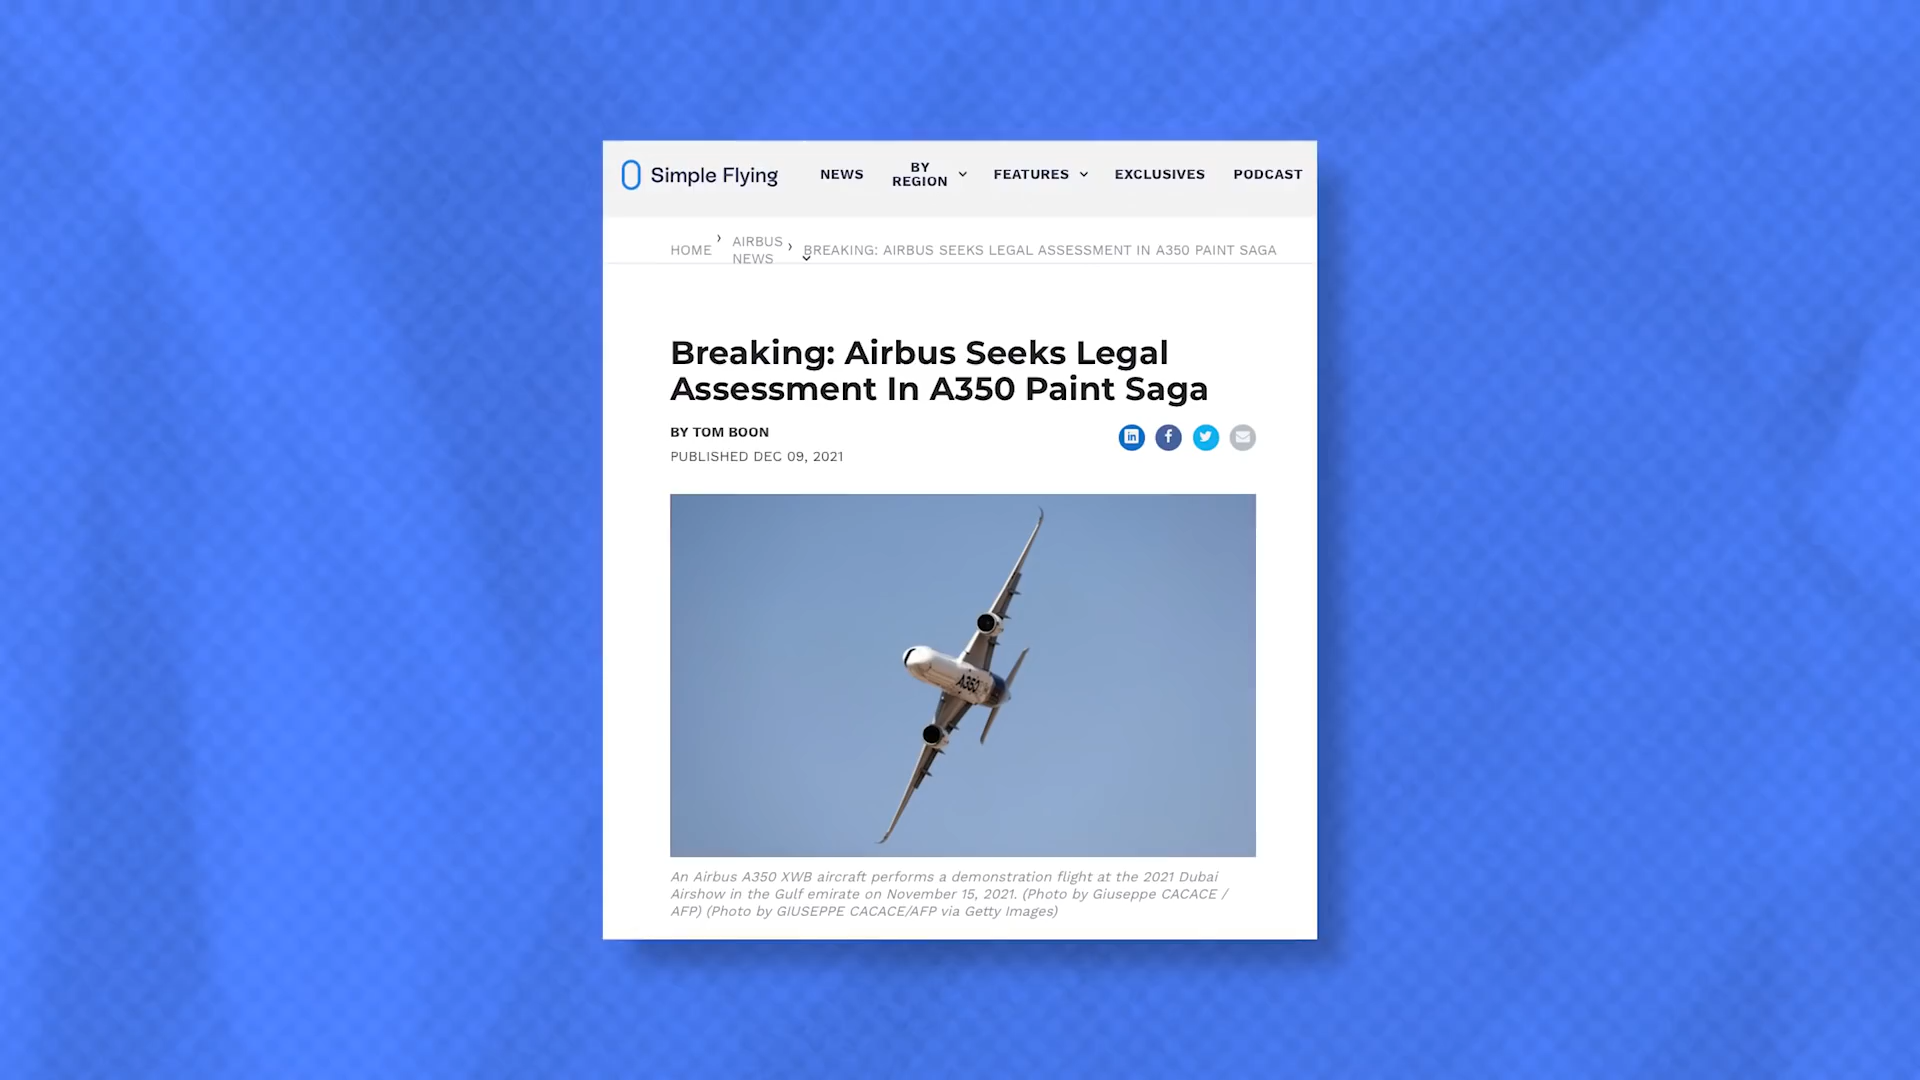 Simple Flying
NEWS
BY
REGION
FEATURES
EXCLUSIVES
PODCAST
HOME
AIRBUS
NEWS
BREAKING: AIRBUS SEEKS LEGAL ASSESSMENT IN A350 PAINT SAGA
Breaking: Airbus Seeks Legal
Assessment In A350 Paint Saga
BY TOM BOON
PUBLISHED DEC 09, 2021
in
f
A350
An Airbus A350 XWB aircraft performs a demonstration flight at the 2021 Dubai
Airshow in the Gulf emirate on November 15, 2021. (Photo by Giuseppe CACACE /
AFP) (Photo by GIUSEPPE CACACE/AFP via Getty Images)